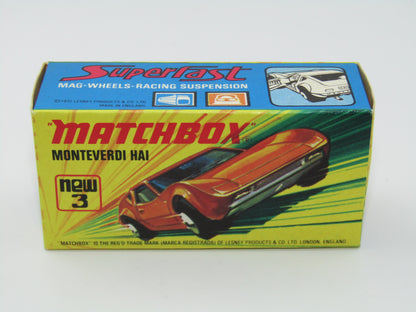 Superfast
MAG-WHEELS-RACING SUSPENSION
© 1973 LESNEY PRODUCTS & CO. LTD.
MADE IN ENGLAND
"MATCHBOX"
MONTEVERDI HAI
new
3
"MATCHBOX" IS THE REG'D TRADE MARK (MARCA REGISTRADA) OF LESNEY PRODUCTS & CO. LTD. LONDON, ENGLAND